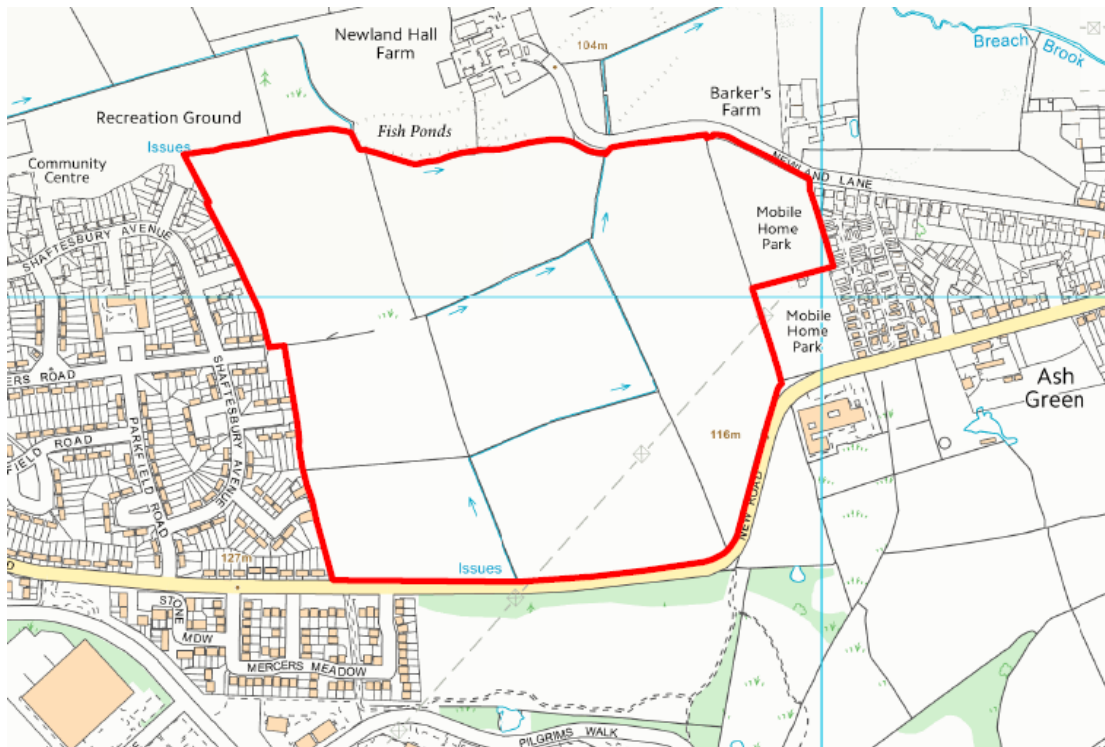 Newland Hall
Farm
104m
Breach Brook
Recreation Ground
Barker's
Farm
Fish Ponds
Issues
Community
Centre
NEWLAND LANE
SHAFTESBURY AVENUE
Mobile
Home
Park
Mobile
Home
Park
ERS ROAD
SHAFTESBURY AVENUE
PARKFIELD ROAD
Ash
Green
116m
FIELD ROAD
NEW ROAD
127m
Issues
STONE
MDW
MERCERS MEADOW
PILGRIMS WALK